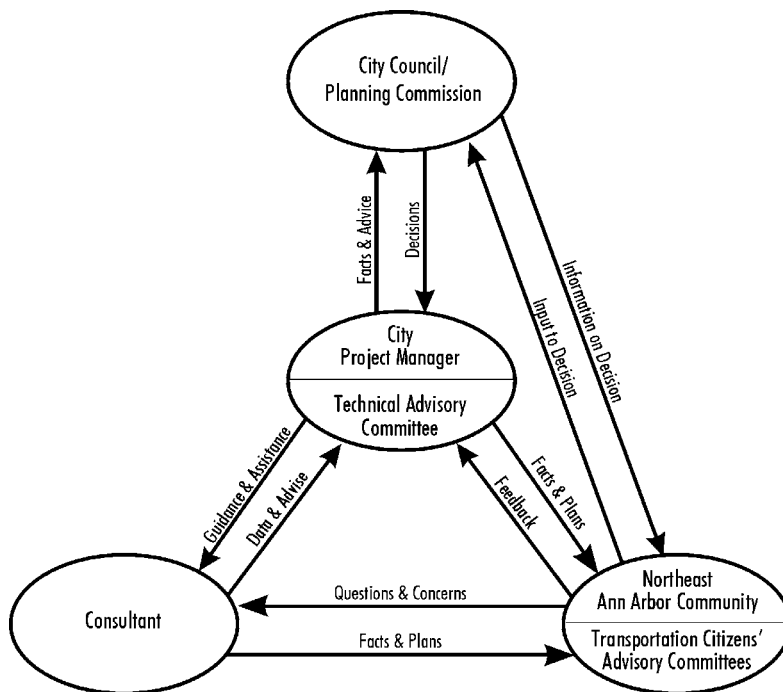 City Council/
Planning Commission
Facts & Advice
Decisions
Input to Decision
Information on Decision
City
Project Manager
Technical Advisory
Committee
Guidance & Assistance
Data & Advise
Feedback
Facts & Plans
Consultant
Questions & Concerns
Facts & Plans
Northeast
Ann Arbor Community
Transportation Citizens'
Advisory Committees